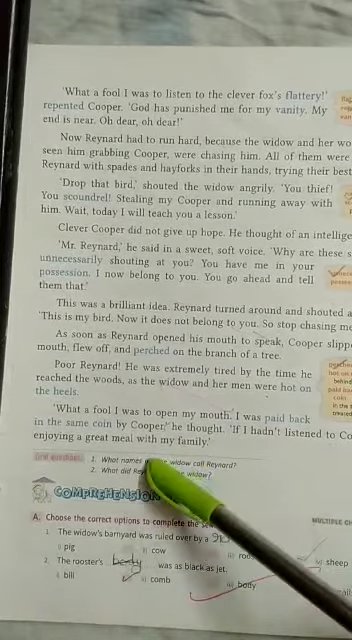 'What a fool I was to listen to the clever fox's flattery!'
repented Cooper. 'God has punished me for my vanity. My
end is near. Oh dear, oh dear!'
Now Reynard had to run hard, because the widow and her wo
seen him grabbing Cooper, were chasing him. All of them were
Reynard with spades and hayforks in their hands, trying their best
'Drop that bird,' shouted the widow angrily. 'You thief!
You scoundrel! Stealing my Cooper and running away with
him. Wait, today I will teach you a lesson.'
Clever Cooper did not give up hope. He thought of an intellige
'Mr. Reynard,' he said in a sweet, soft voice. 'Why are these s
unnecessarily shouting at you? You have me in your
possession. I now belong to you. You go ahead and tell
them that.'
This was a brilliant idea. Reynard turned around and shouted a
'This is my bird. Now it does not belong to you. So stop chasing me
As soon as Reynard opened his mouth to speak, Cooper slipp
mouth, flew off, and perched on the branch of a tree.
Poor Reynard! He was extremely tired by the time he
reached the woods, as the widow and her men were hot on
the heels.
'What a fool I was to open my mouth. I was paid back
in the same coin by Cooper,' he thought. 'If I hadn't listened to Co
enjoying a great meal with my family.'
1. What names widow call Reynard?
2. What did Rey widow?
COMPREHENSION
MULTIPLE C
A. Choose the correct options to complete the se
1. The widow's barnyard was ruled over by a
i) pig ii) cow iii) roo iv) sheep
2. The rooster's body was as black as jet.
i) bill ii) comb iii) body